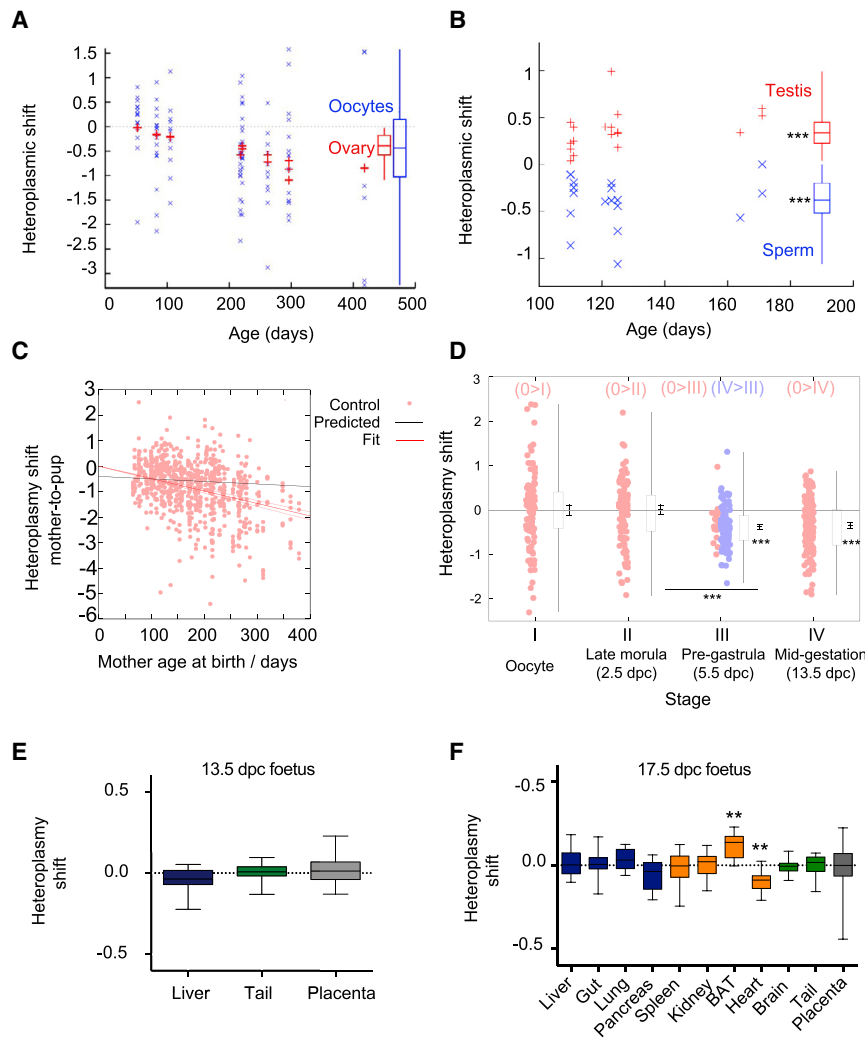 A
Heteroplasmic shift
1.5
1
0.5
0
-0.5
-1
-1.5
-2
-2.5
-3
Oocytes
Ovary
0 100 200 300 400 500
Age (days)
B
Heteroplasmic shift
1
0.5
0
-0.5
-1
Testis
***
***
Sperm
100 120 140 160 180 200
Age (days)
C
Heteroplasmy shift
mother-to-pup
3
2
1
0
-1
-2
-3
-4
-5
-6
Control
Predicted
Fit
0 100 200 300 400
Mother age at birth / days
D
Heteroplasmy shift
3
2
1
0
-1
-2
(0>I) (0>II) (0>III) (IV>III) (0>IV)
*** ***
***
I II III IV
Oocyte Late morula Pre-gastrula Mid-gestation
(2.5 dpc) (5.5 dpc) (13.5 dpc)
Stage
E
13.5 dpc foetus
Heteroplasmy
shift
0.5
0.0
-0.5
Liver Tail Placenta
F
17.5 dpc foetus
Heteroplasmy
shift
-0.5
0.0
-0.5
**
**
Liver Gut Lung Pancreas Spleen Kidney BAT Heart Brain Tail Placenta